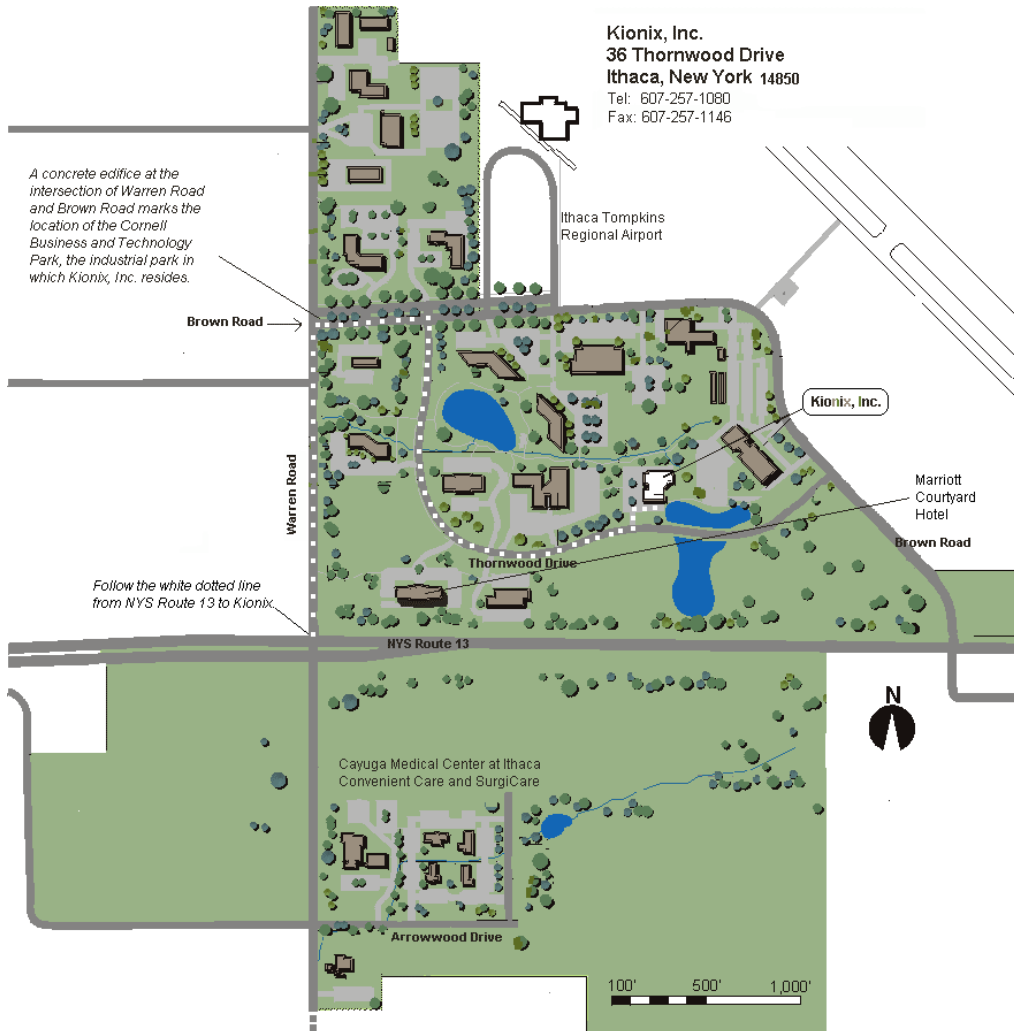 Kionix, Inc.
36 Thornwood Drive
Ithaca, New York 14850
Tel: 607-257-1080
Fax: 607-257-1146
A concrete edifice at the
intersection of Warren Road
and Brown Road marks the
location of the Cornell
Business and Technology
Park, the industrial park in
which Kionix, Inc. resides.
Ithaca Tompkins
Regional Airport
Brown Road
Kionix, Inc.
Marriott
Courtyard
Hotel
Warren Road
Brown Road
Thornwood Drive
Follow the white dotted line
from NYS Route 13 to Kionix
NYS Route 13
N
Cayuga Medical Center at Ithaca
Convenient Care and SurgiCare
Arrowwood Drive
100' 500' 1,000'